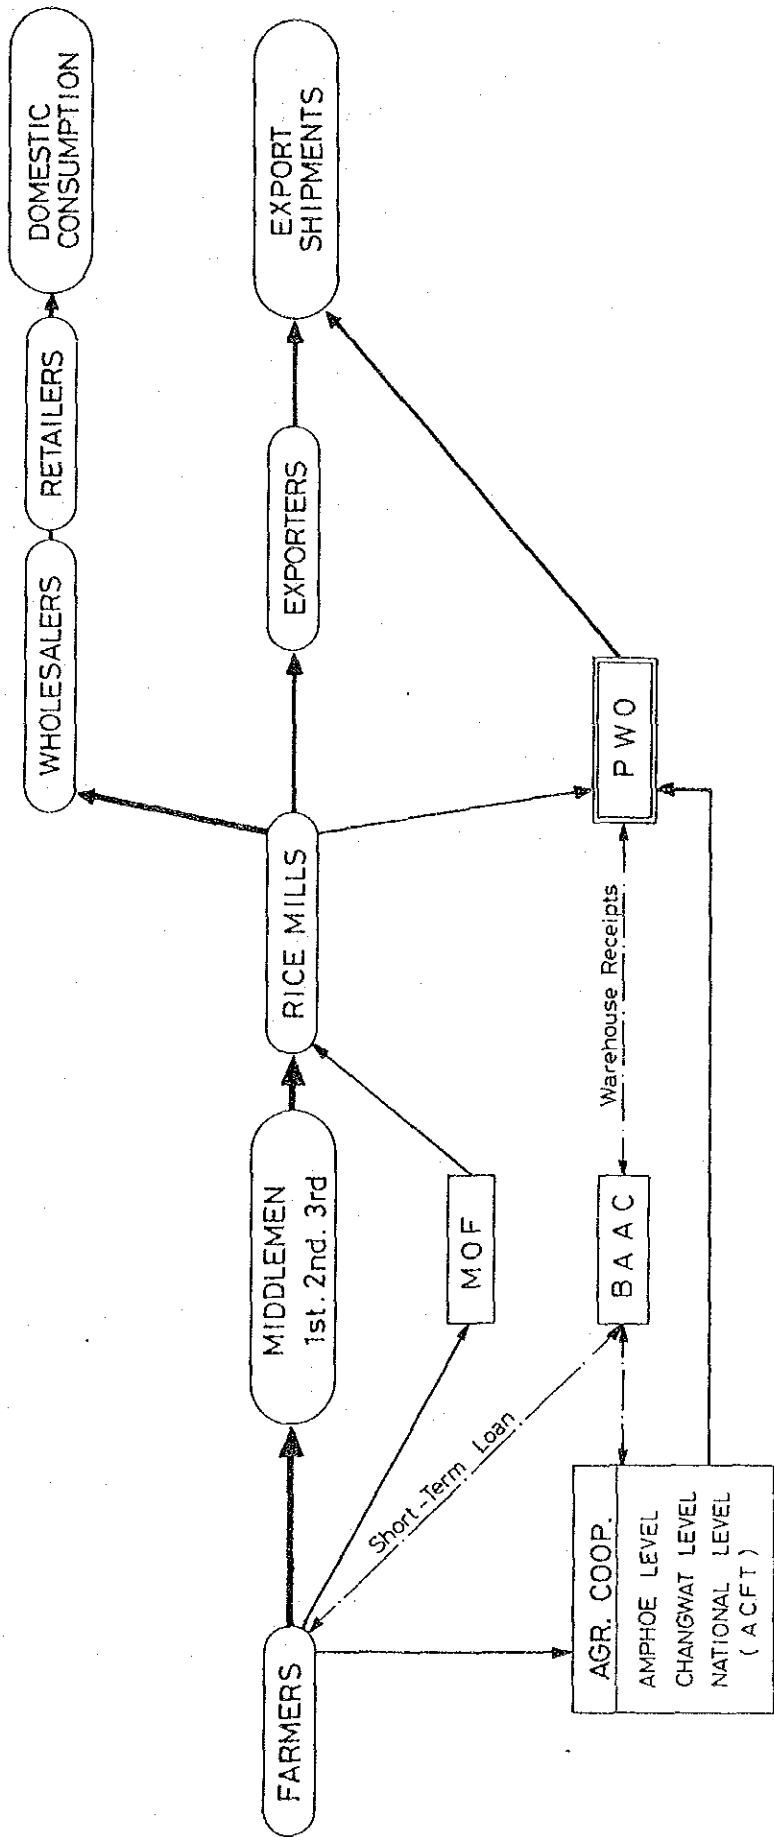 DOMESTIC
CONSUMPTION
RETAILERS
WHOLESALERS
EXPORT
SHIPMENTS
EXPORTERS
RICE MILLS
PWO
Warehouse Receipts
MIDDLEMEN
1st. 2nd. 3rd
MOF
BAAC
Short-Term Loan
FARMERS
AGR. COOP.
AMPHOE LEVEL
CHANGWAT LEVEL
NATIONAL LEVEL
(ACFT)